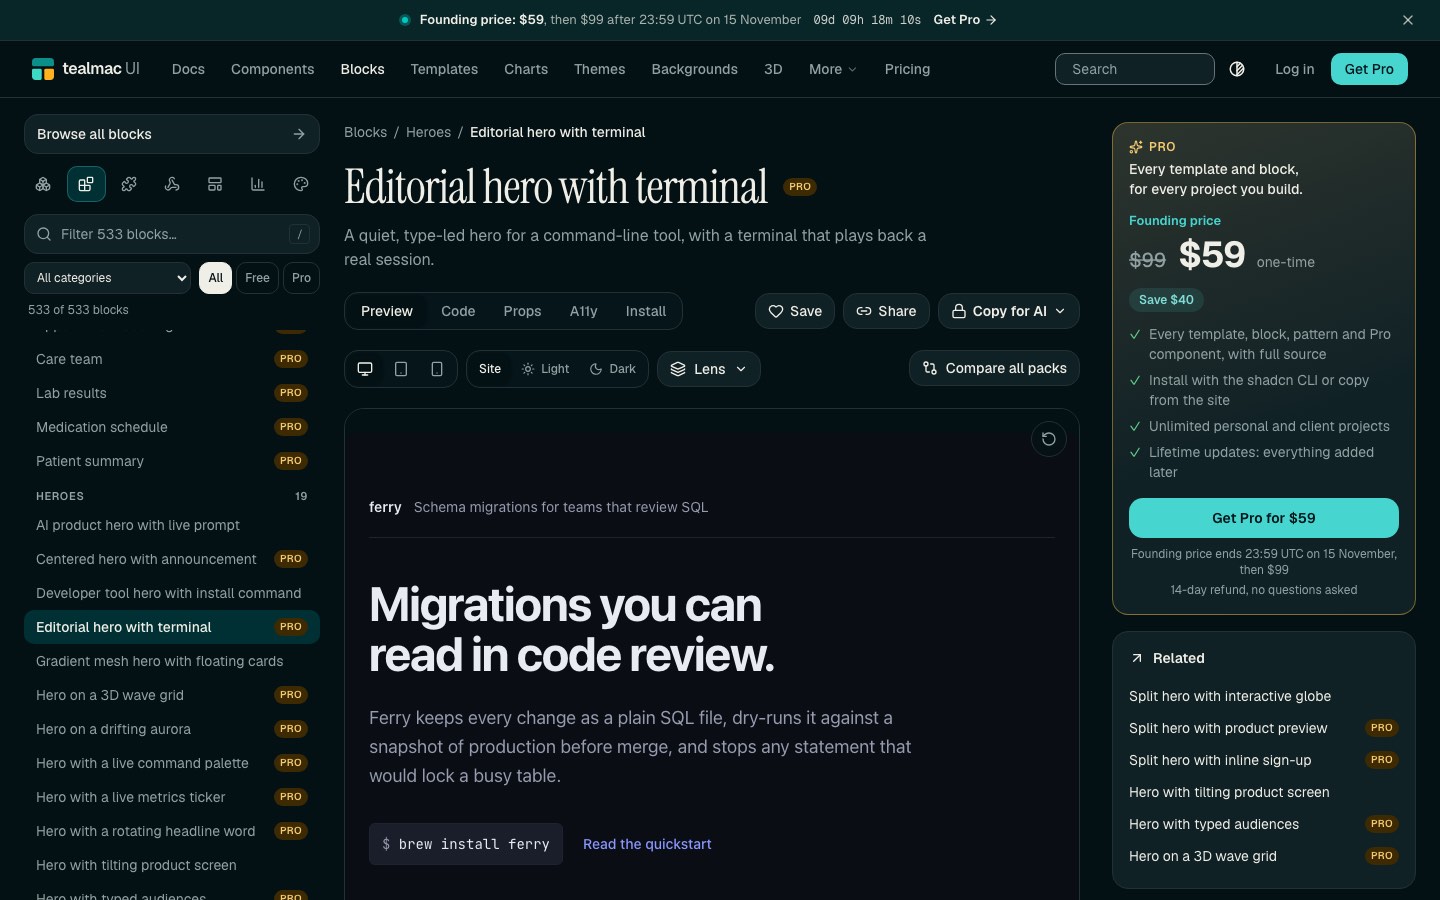 Founding price: $59, then $99 after 23:59 UTC on 15 November 09d 09h 18m 10s Get Pro
tealmac UI Docs Components Blocks Templates Charts Themes Backgrounds 3D More Pricing Search Log in Get Pro
Browse all blocks
Filter 533 blocks... /
All categories All Free Pro
533 of 533 blocks
Care team PRO
Lab results PRO
Medication schedule PRO
Patient summary PRO
HEROES 19
AI product hero with live prompt
Centered hero with announcement PRO
Developer tool hero with install command
Editorial hero with terminal PRO
Gradient mesh hero with floating cards
Hero on a 3D wave grid PRO
Hero on a drifting aurora PRO
Hero with a live command palette PRO
Hero with a live metrics ticker PRO
Hero with a rotating headline word PRO
Hero with tilting product screen
Hero with typed audiences PRO
Blocks / Heroes / Editorial hero with terminal
Editorial hero with terminal PRO
A quiet, type-led hero for a command-line tool, with a terminal that plays back a
real session.
Preview Code Props A11y Install Save Share Copy for AI
Site Light Dark Lens Compare all packs
ferry Schema migrations for teams that review SQL
Migrations you can
read in code review.
Ferry keeps every change as a plain SQL file, dry-runs it against a
snapshot of production before merge, and stops any statement that
would lock a busy table.
$ brew install ferry Read the quickstart
PRO
Every template and block,
for every project you build.
Founding price
$99 $59 one-time
Save $40
Every template, block, pattern and Pro
component, with full source
Install with the shadcn CLI or copy
from the site
Unlimited personal and client projects
Lifetime updates: everything added
later
Get Pro for $59
Founding price ends 23:59 UTC on 15 November,
then $99
14-day refund, no questions asked
Related
Split hero with interactive globe
Split hero with product preview PRO
Split hero with inline sign-up PRO
Hero with tilting product screen
Hero with typed audiences PRO
Hero on a 3D wave grid PRO